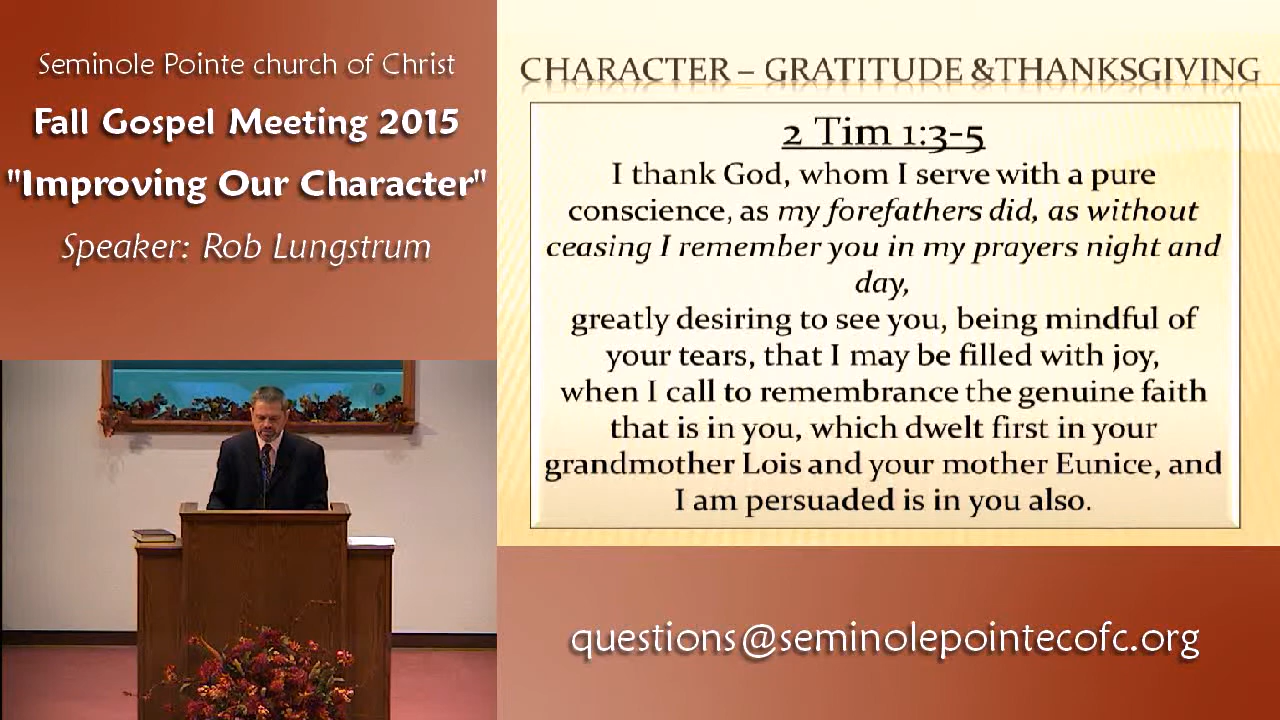 Seminole Pointe church of Christ
Fall Gospel Meeting 2015
"Improving Our Character"
Speaker: Rob Lungstrum
CHARACTER – GRATITUDE &THANKSGIVING
2 Tim 1:3-5
I thank God, whom I serve with a pure
conscience, as my forefathers did, as without
ceasing I remember you in my prayers night and
day,
greatly desiring to see you, being mindful of
your tears, that I may be filled with joy,
when I call to remembrance the genuine faith
that is in you, which dwelt first in your
grandmother Lois and your mother Eunice, and
I am persuaded is in you also.
questions@seminolepointecofc.org